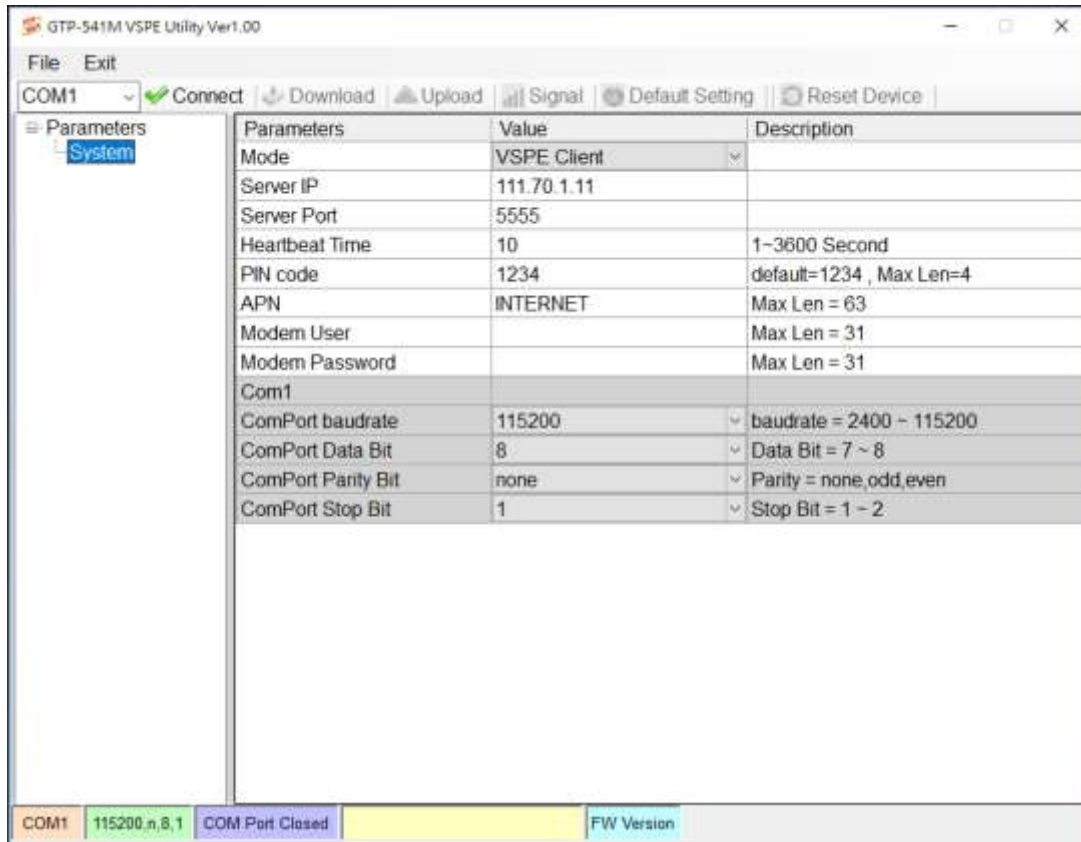 GTP-541M VSPE Utility Ver1.00
File Exit
COM1 Connect Download Upload Signal Default Setting Reset Device
Parameters
System
Parameters Value Description
Mode VSPE Client
Server IP 111.70.1.11
Server Port 5555
Heartbeat Time 10 1~3600 Second
PIN code 1234 default=1234 , Max Len=4
APN INTERNET Max Len = 63
Modem User Max Len = 31
Modem Password Max Len = 31
Com1
ComPort baudrate 115200 baudrate = 2400 ~ 115200
ComPort Data Bit 8 Data Bit = 7 ~ 8
ComPort Parity Bit none Parity = none,odd,even
ComPort Stop Bit 1 Stop Bit = 1 ~ 2
COM1 115200,n,8,1 COM Port Closed FW Version